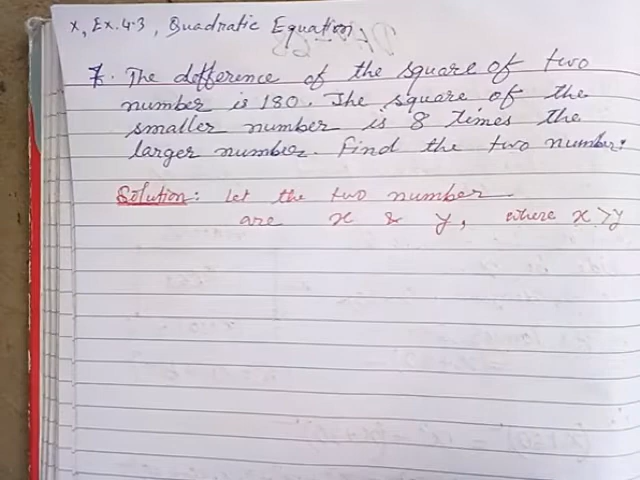 X, Ex. 4.3, Quadratic Equation
7. The difference of the square of two
number is 180. The square of the
smaller number is 8 times the
larger number. Find the two number.
Solution: Let the two number
are x & y, where x > y